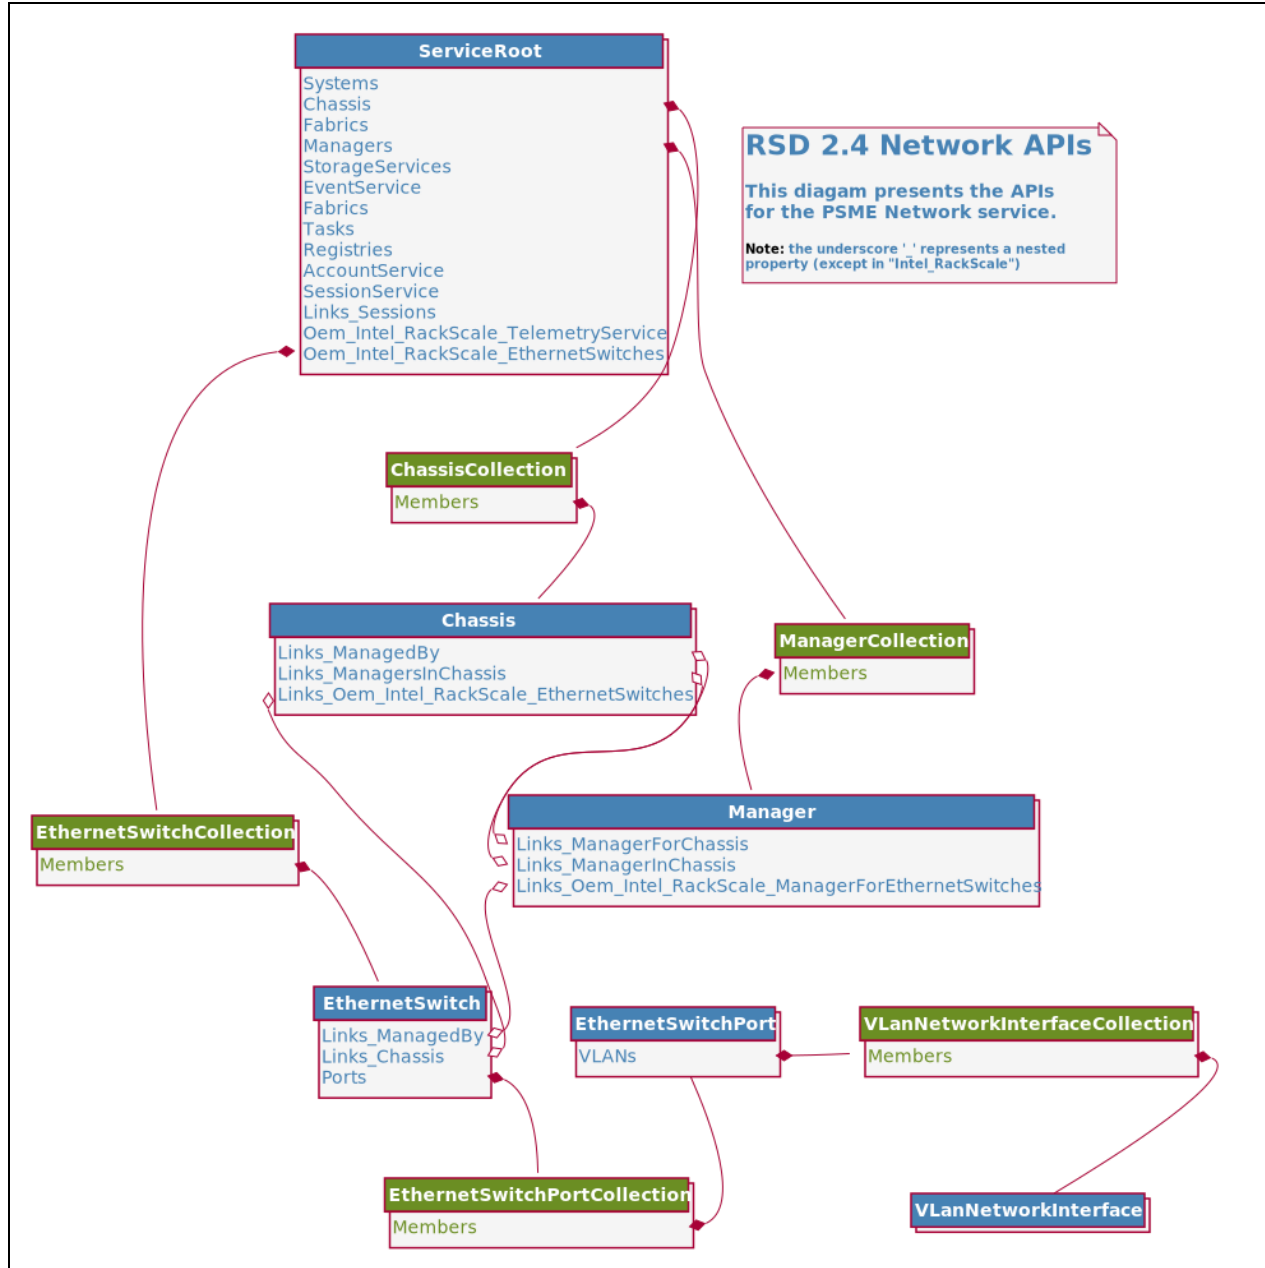 ServiceRoot
Systems
Chassis
Fabrics
Managers
StorageServices
EventService
Fabrics
Tasks
Registries
AccountService
SessionService
Links_Sessions
Oem_Intel_RackScale_TelemetryService
Oem_Intel_RackScale_EthernetSwitches
RSD 2.4 Network APIs
This diagam presents the APIs
for the PSME Network service.
Note: the underscore '_' represents a nested
property (except in "Intel_RackScale")
ChassisCollection
Members
Chassis
Links_ManagedBy
Links_ManagersInChassis
Links_Oem_Intel_RackScale_EthernetSwitches
ManagerCollection
Members
EthernetSwitchCollection
Members
Manager
Links_ManagerForChassis
Links_ManagerInChassis
Links_Oem_Intel_RackScale_ManagerForEthernetSwitches
EthernetSwitch
Links_ManagedBy
Links_Chassis
Ports
EthernetSwitchPort
VLANs
VLanNetworkInterfaceCollection
Members
EthernetSwitchPortCollection
Members
VLanNetworkInterface